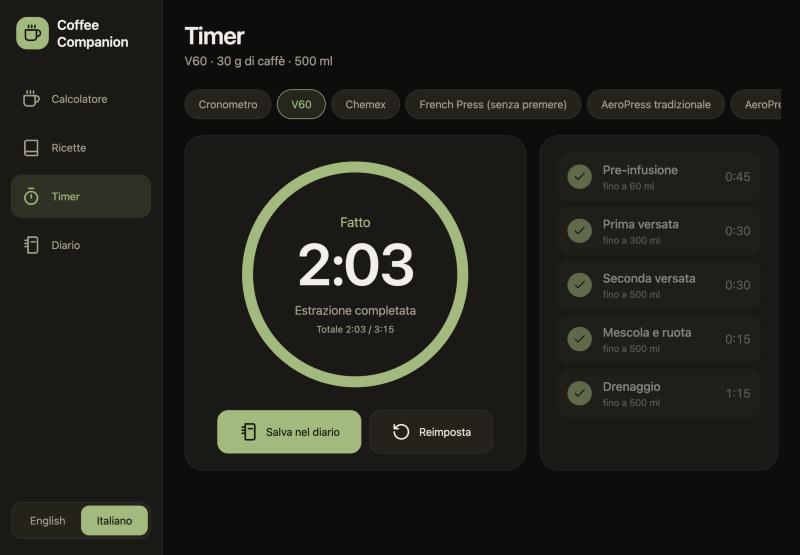 Coffee
Companion
Calcolatore
Ricette
Timer
Diario
English
Italiano
Timer
V60 · 30 g di caffè · 500 ml
Cronometro
V60
Chemex
French Press (senza premere)
AeroPress tradizionale
AeroPre
Fatto
2:03
Estrazione completata
Totale 2:03 / 3:15
Salva nel diario
Reimposta
Pre-infusione
fino a 60 ml
0:45
Prima versata
fino a 300 ml
0:30
Seconda versata
fino a 500 ml
0:30
Mescola e ruota
fino a 500 ml
0:15
Drenaggio
fino a 500 ml
1:15